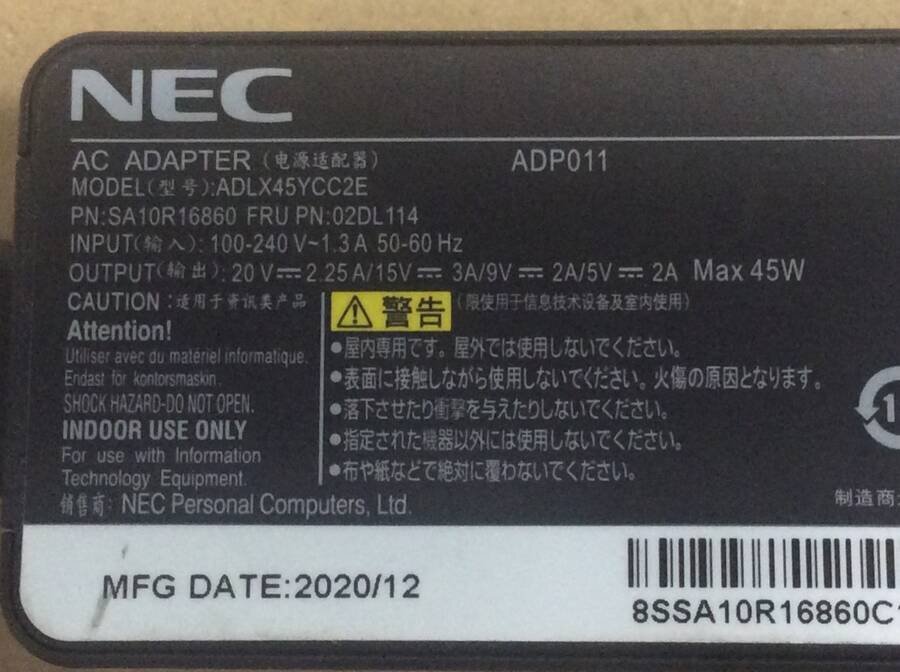 NEC
AC ADAPTER (电源适配器) ADP011
MODEL(型号):ADLX45YCC2E
PN:SA10R16860 FRU PN:02DL114
INPUT(输入): 100-240 V~1.3 A 50-60 Hz
OUTPUT(输出): 20 V⎓2.25 A/15V⎓ 3A/9V⎓ 2A/5V⎓ 2A Max 45W
CAUTION :适用于资讯类产品
Attention!
Utiliser avec du matériel informatique.
Endast för kontorsmaskin.
SHOCK HAZARD-DO NOT OPEN.
INDOOR USE ONLY
For use with Information
Technology Equipment.
⚠ 警告 (限使用于信息技术设备及室内使用)
●屋内専用です。屋外では使用しないでください。
●表面に接触しながら使用しないでください。火傷の原因となります。
●落下させたり衝撃を与えたりしないでください。
●指定された機器以外には使用しないでください。
●布や紙などで絶対に覆わないでください。
销售商: NEC Personal Computers, Ltd.
制造商:
MFG DATE:2020/12
8SSA10R16860C